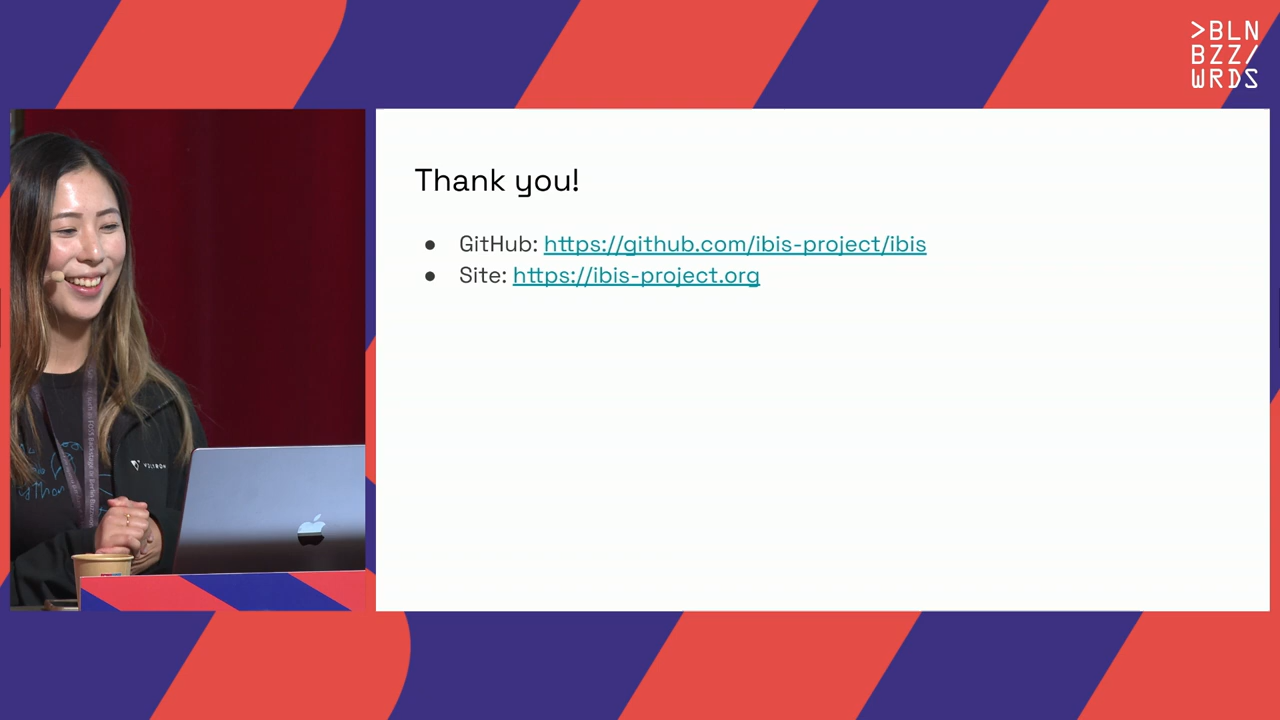 >BLN
BZZ/
WRDS
Thank you!
● GitHub: https://github.com/ibis-project/ibis
● Site: https://ibis-project.org